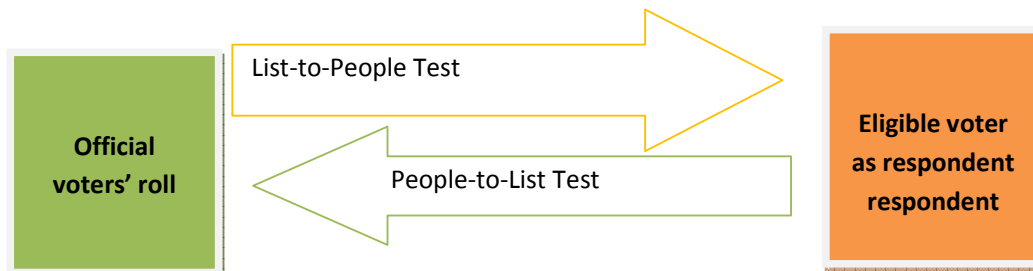 Official
voters’ roll
List-to-People Test
People-to-List Test
Eligible voter
as respondent
respondent